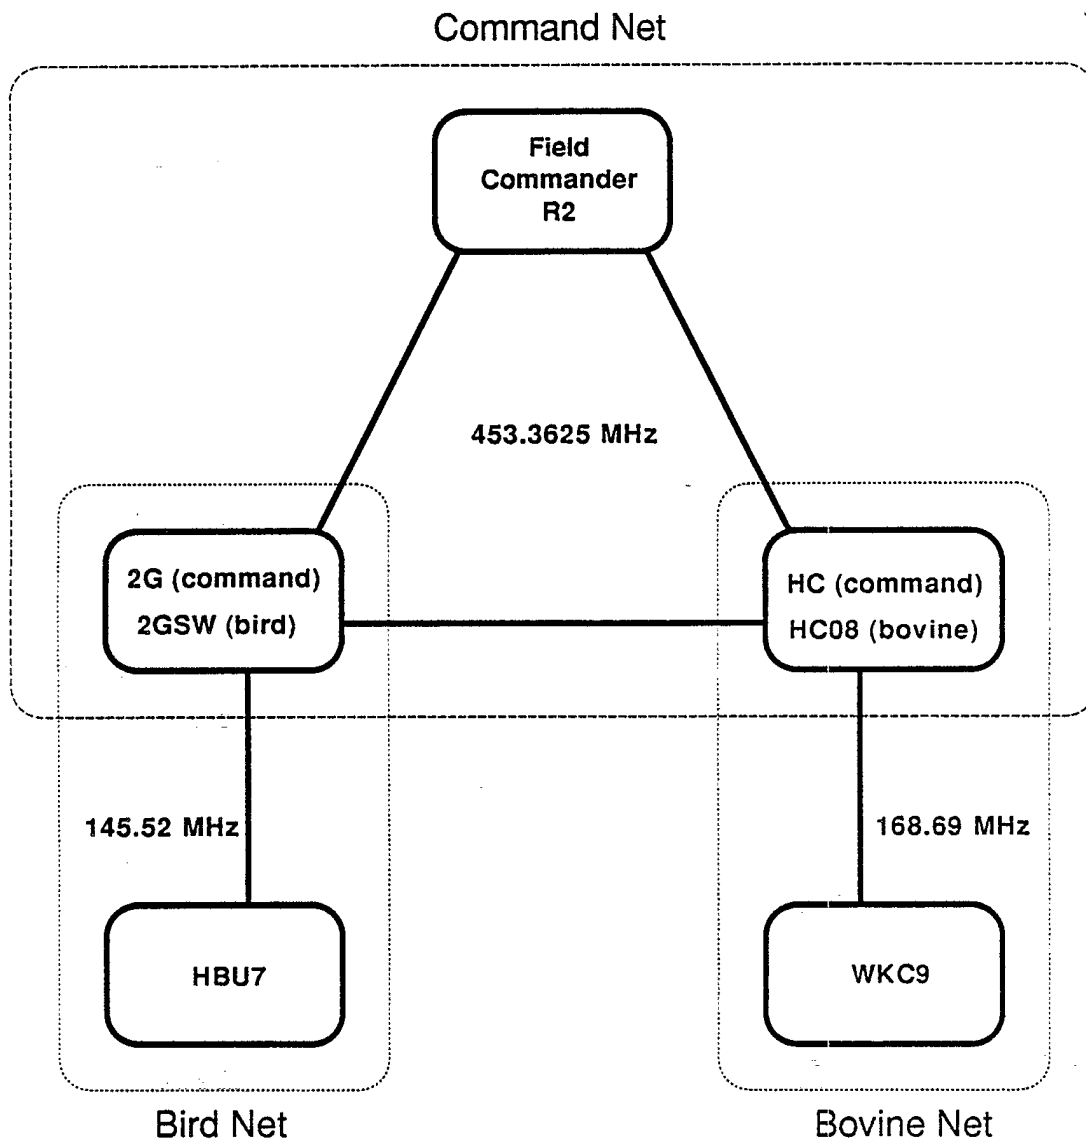 Command Net
Field
Commander
R2
453.3625 MHz
2G (command)
2GSW (bird)
HC (command)
HC08 (bovine)
145.52 MHz
168.69 MHz
HBU7
WKC9
Bird Net
Bovine Net